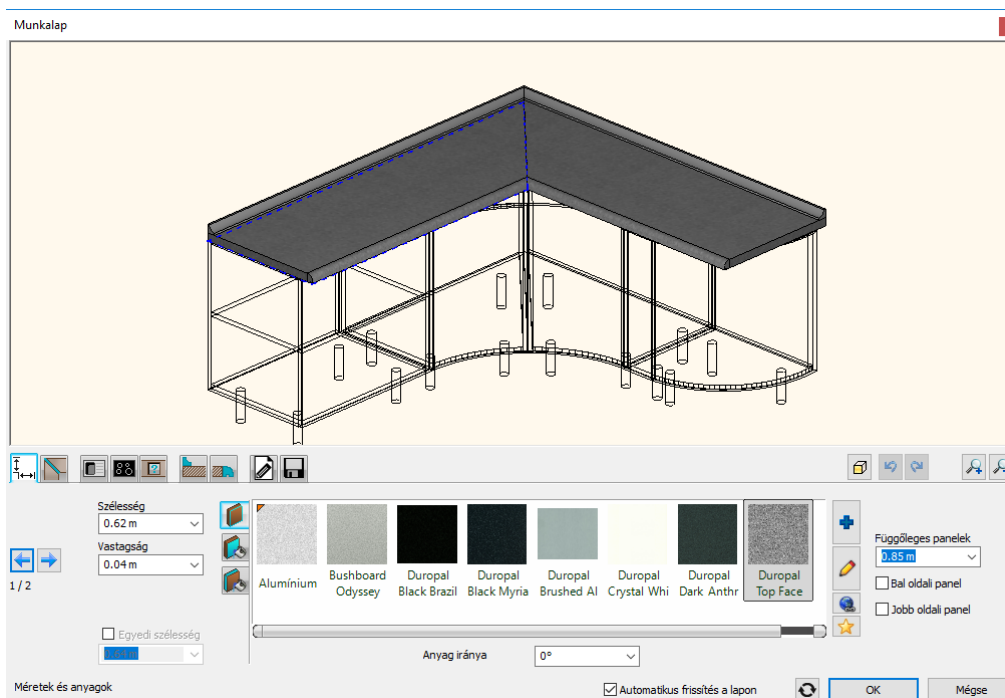 Munkalap
Szélesség
0.62 m
Vastagság
0.04 m
1 / 2
Egyedi szélesség
0.64 m
Alumínium
Bushboard
Odyssey
Duropal
Black Brazil
Duropal
Black Myria
Duropal
Brushed Al
Duropal
Crystal Whi
Duropal
Dark Anthr
Duropal
Top Face
Függőleges panelek
0.85 m
Bal oldali panel
Jobb oldali panel
Anyag iránya
0°
Méretek és anyagok
Automatikus frissítés a lapon
OK
Mégse